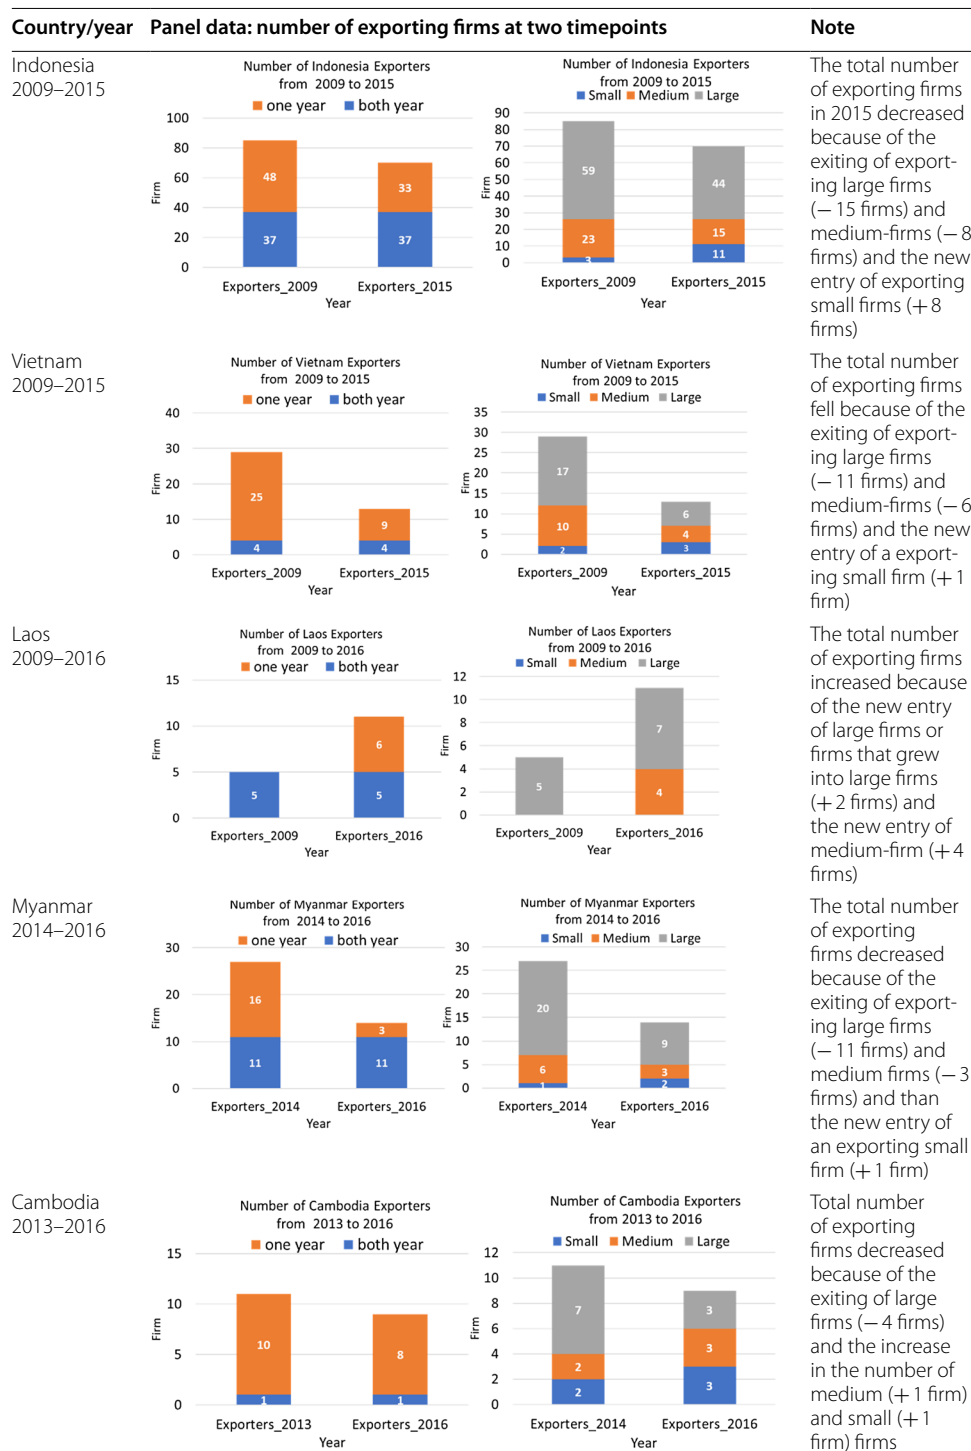 Country/year Panel data: number of exporting firms at two timepoints Note
Indonesia
2009–2015
Number of Indonesia Exporters
from 2009 to 2015
one year both year
100
80
60
40
20
0
Firm
48
37
33
37
Exporters_2009 Exporters_2015
Year
Number of Indonesia Exporters
from 2009 to 2015
Small Medium Large
90
80
70
60
50
40
30
20
10
0
Firm
59
23
3
44
15
11
Exporters_2009 Exporters_2015
Year
The total number
of exporting firms
in 2015 decreased
because of the
exiting of export-
ing large firms
(− 15 firms) and
medium-firms (− 8
firms) and the new
entry of exporting
small firms (+ 8
firms)
Vietnam
2009–2015
Number of Vietnam Exporters
from 2009 to 2015
one year both year
40
30
20
10
0
Firm
25
4
9
4
Exporters_2009 Exporters_2015
Year
Number of Vietnam Exporters
from 2009 to 2015
Small Medium Large
35
30
25
20
15
10
5
0
Firm
17
10
2
6
4
3
Exporters_2009 Exporters_2015
Year
The total number
of exporting firms
fell because of the
exiting of export-
ing large firms
(− 11 firms) and
medium-firms (− 6
firms) and the new
entry of a export-
ing small firm (+ 1
firm)
Laos
2009–2016
Number of Laos Exporters
from 2009 to 2016
one year both year
15
10
5
0
Firm
5
6
5
Exporters_2009 Exporters_2016
Year
Number of Laos Exporters
from 2009 to 2016
Small Medium Large
12
10
8
6
4
2
0
Firm
5
7
4
Exporters_2009 Exporters_2016
Year
The total number
of exporting firms
increased because
of the new entry
of large firms or
firms that grew
into large firms
(+ 2 firms) and
the new entry of
medium-firm (+ 4
firms)
Myanmar
2014–2016
Number of Myanmar Exporters
from 2014 to 2016
one year both year
30
20
10
0
Firm
16
11
3
11
Exporters_2014 Exporters_2016
Year
Number of Myanmar Exporters
from 2014 to 2016
Small Medium Large
30
25
20
15
10
5
0
Firm
20
6
1
9
3
2
Exporters_2014 Exporters_2016
Year
The total number
of exporting
firms decreased
because of the
exiting of export-
ing large firms
(− 11 firms) and
medium firms (− 3
firms) and than
the new entry of
an exporting small
firm (+ 1 firm)
Cambodia
2013–2016
Number of Cambodia Exporters
from 2013 to 2016
one year both year
15
10
5
0
Firm
10
1
8
1
Exporters_2013 Exporters_2016
Year
Number of Cambodia Exporters
from 2013 to 2016
Small Medium Large
12
10
8
6
4
2
0
Firm
7
2
2
3
3
3
Exporters_2014 Exporters_2016
Year
Total number
of exporting
firms decreased
because of the
exiting of large
firms (− 4 firms)
and the increase
in the number of
medium (+ 1 firm)
and small (+ 1
firm) firms